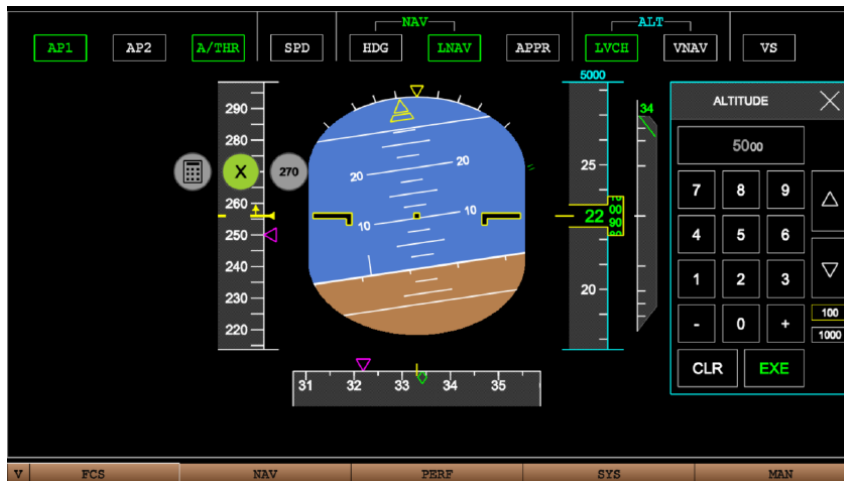 NAV ALT
AP1 AP2 A/THR SPD HDG LNAV APPR LVCH VNAV VS
5000
ALTITUDE
5000
290
280
270
260
250
240
230
220
20 20
10 10
25
22
00
90
20
34
7 8 9
4 5 6
1 2 3
- 0 +
100
1000
CLR EXE
X
31 32 33 34 35
V FCS NAV PERF SYS MAN